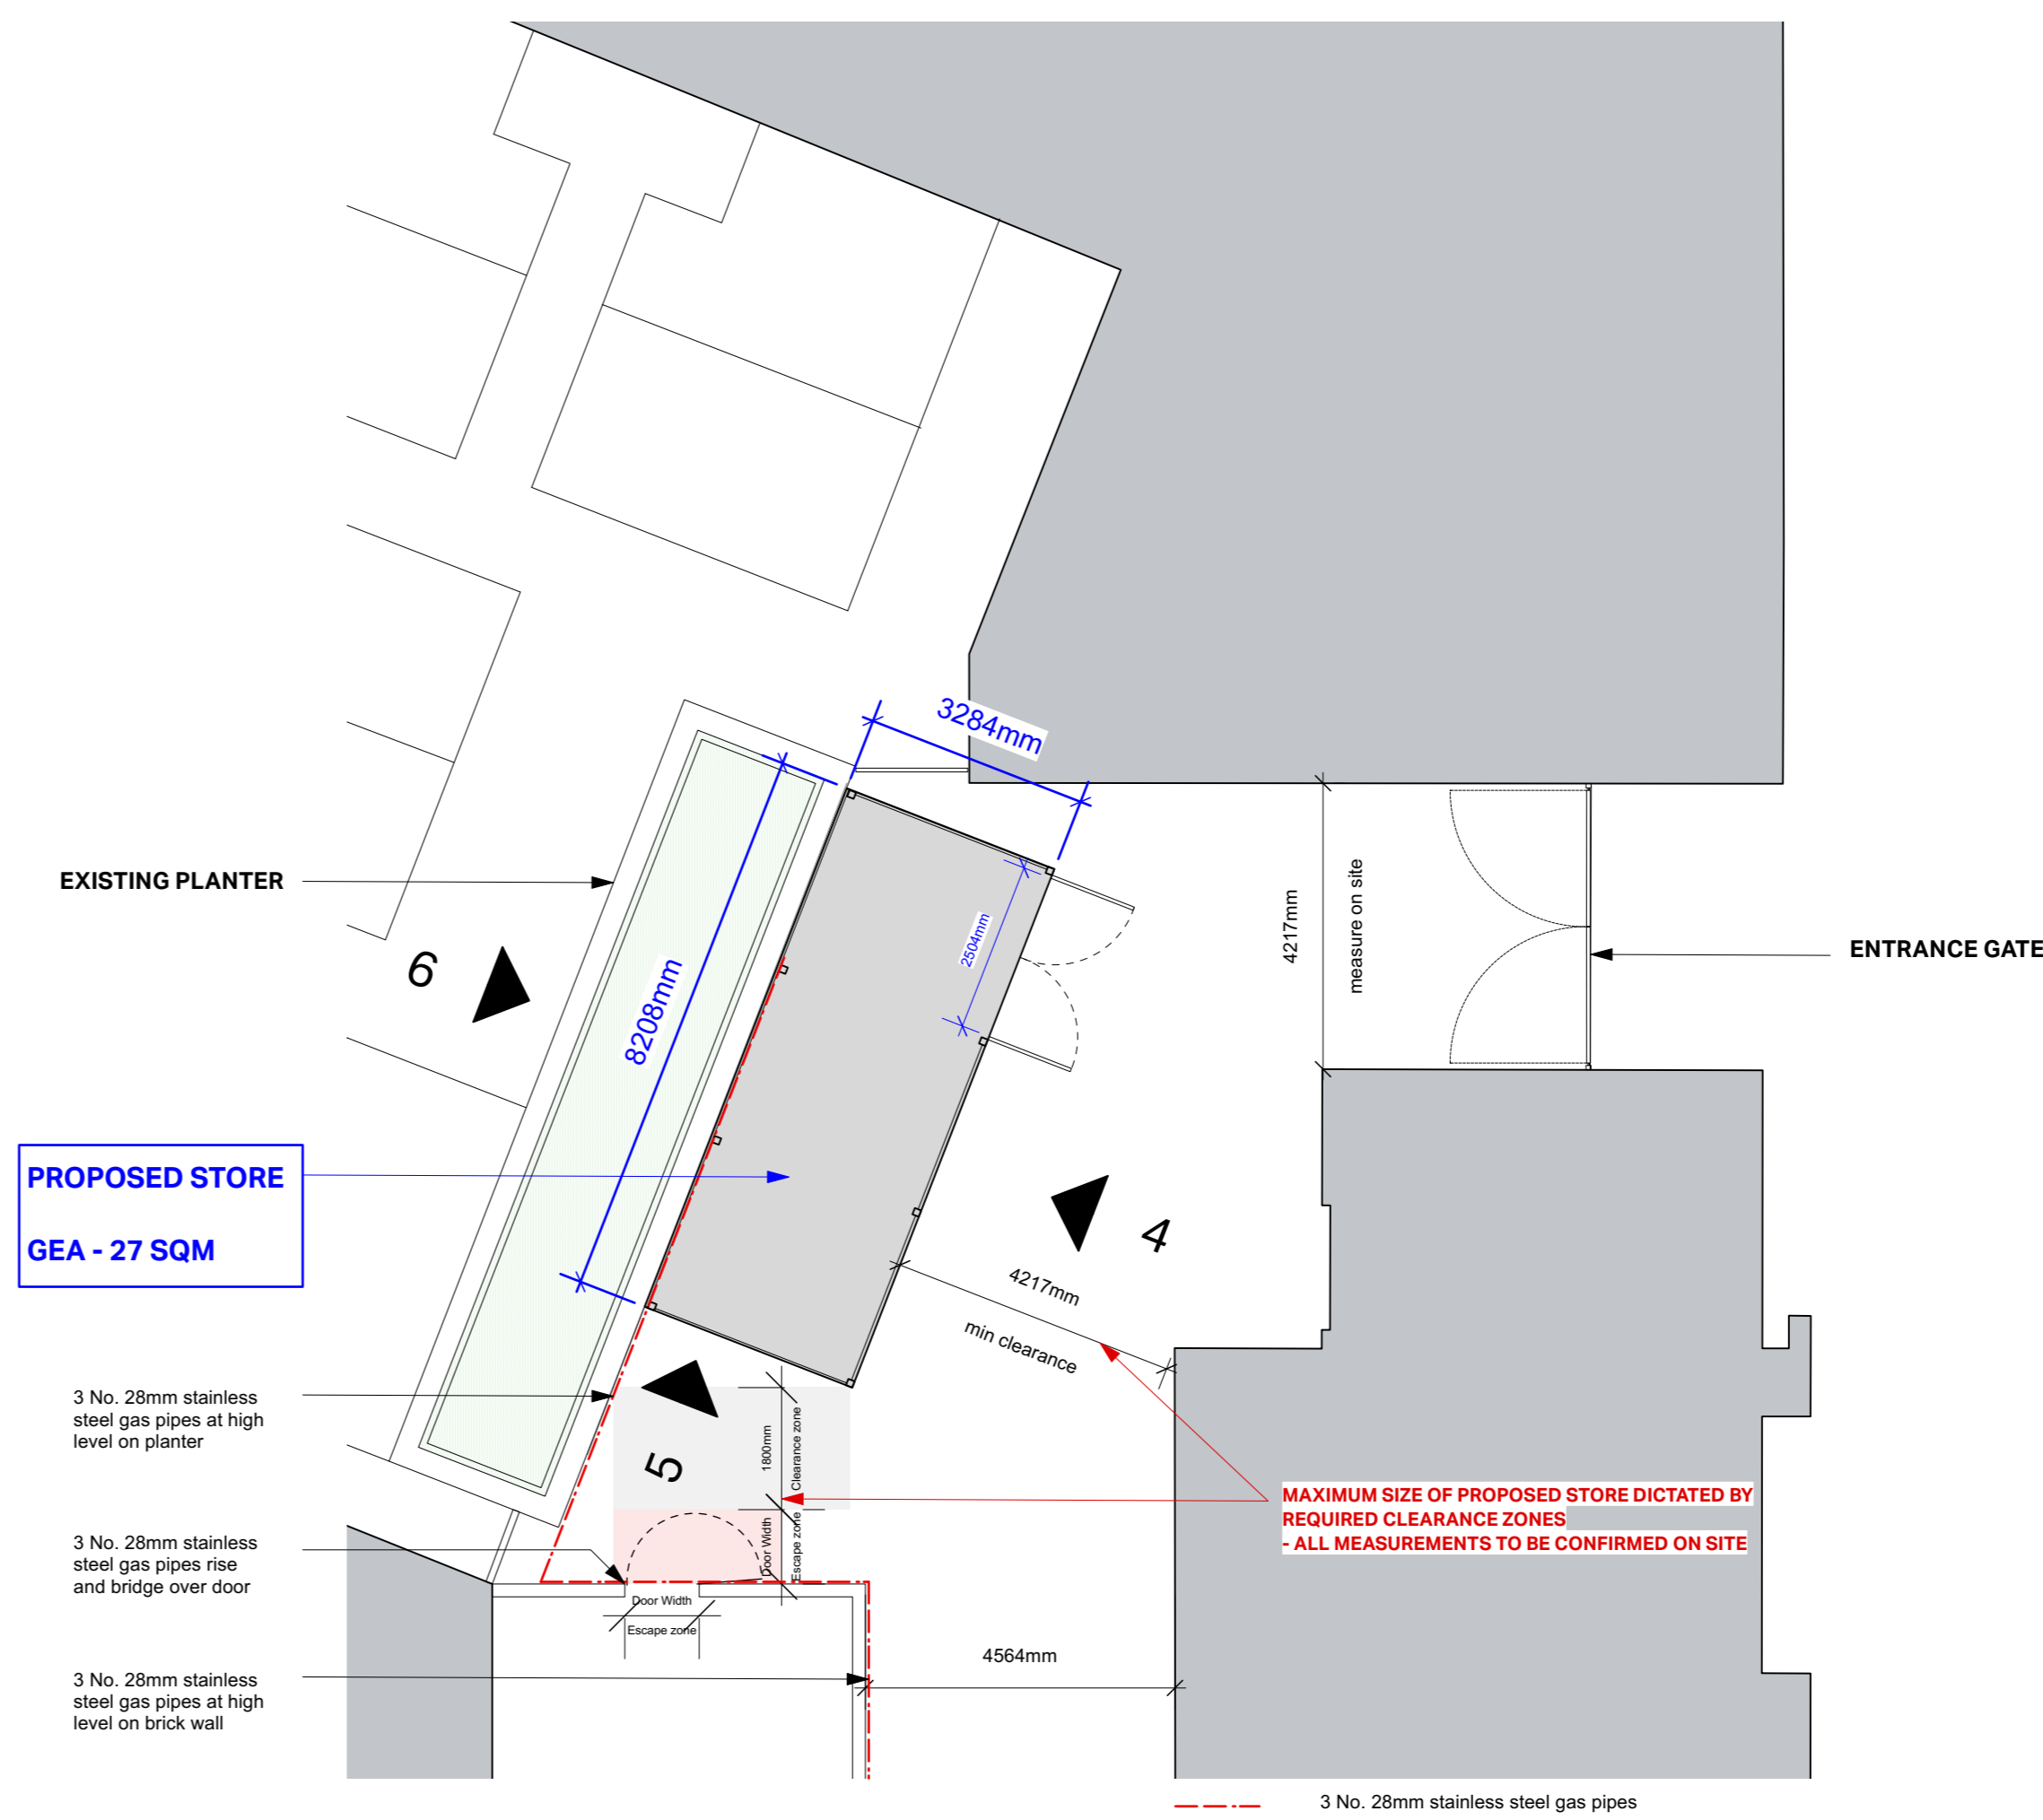 3284mm
EXISTING PLANTER
8208mm
2504mm
4217mm
measure on site
ENTRANCE GATE
6
PROPOSED STORE
GEA - 27 SQM
4
4217mm
min clearance
3 No. 28mm stainless
steel gas pipes at high
level on planter
5
1800mm
Clearance zone
MAXIMUM SIZE OF PROPOSED STORE DICTATED BY
REQUIRED CLEARANCE ZONES
- ALL MEASUREMENTS TO BE CONFIRMED ON SITE
3 No. 28mm stainless
steel gas pipes rise
and bridge over door
Door Width
Escape zone
Door Width
Escape zone
4564mm
3 No. 28mm stainless
steel gas pipes at high
level on brick wall
3 No. 28mm stainless steel gas pipes